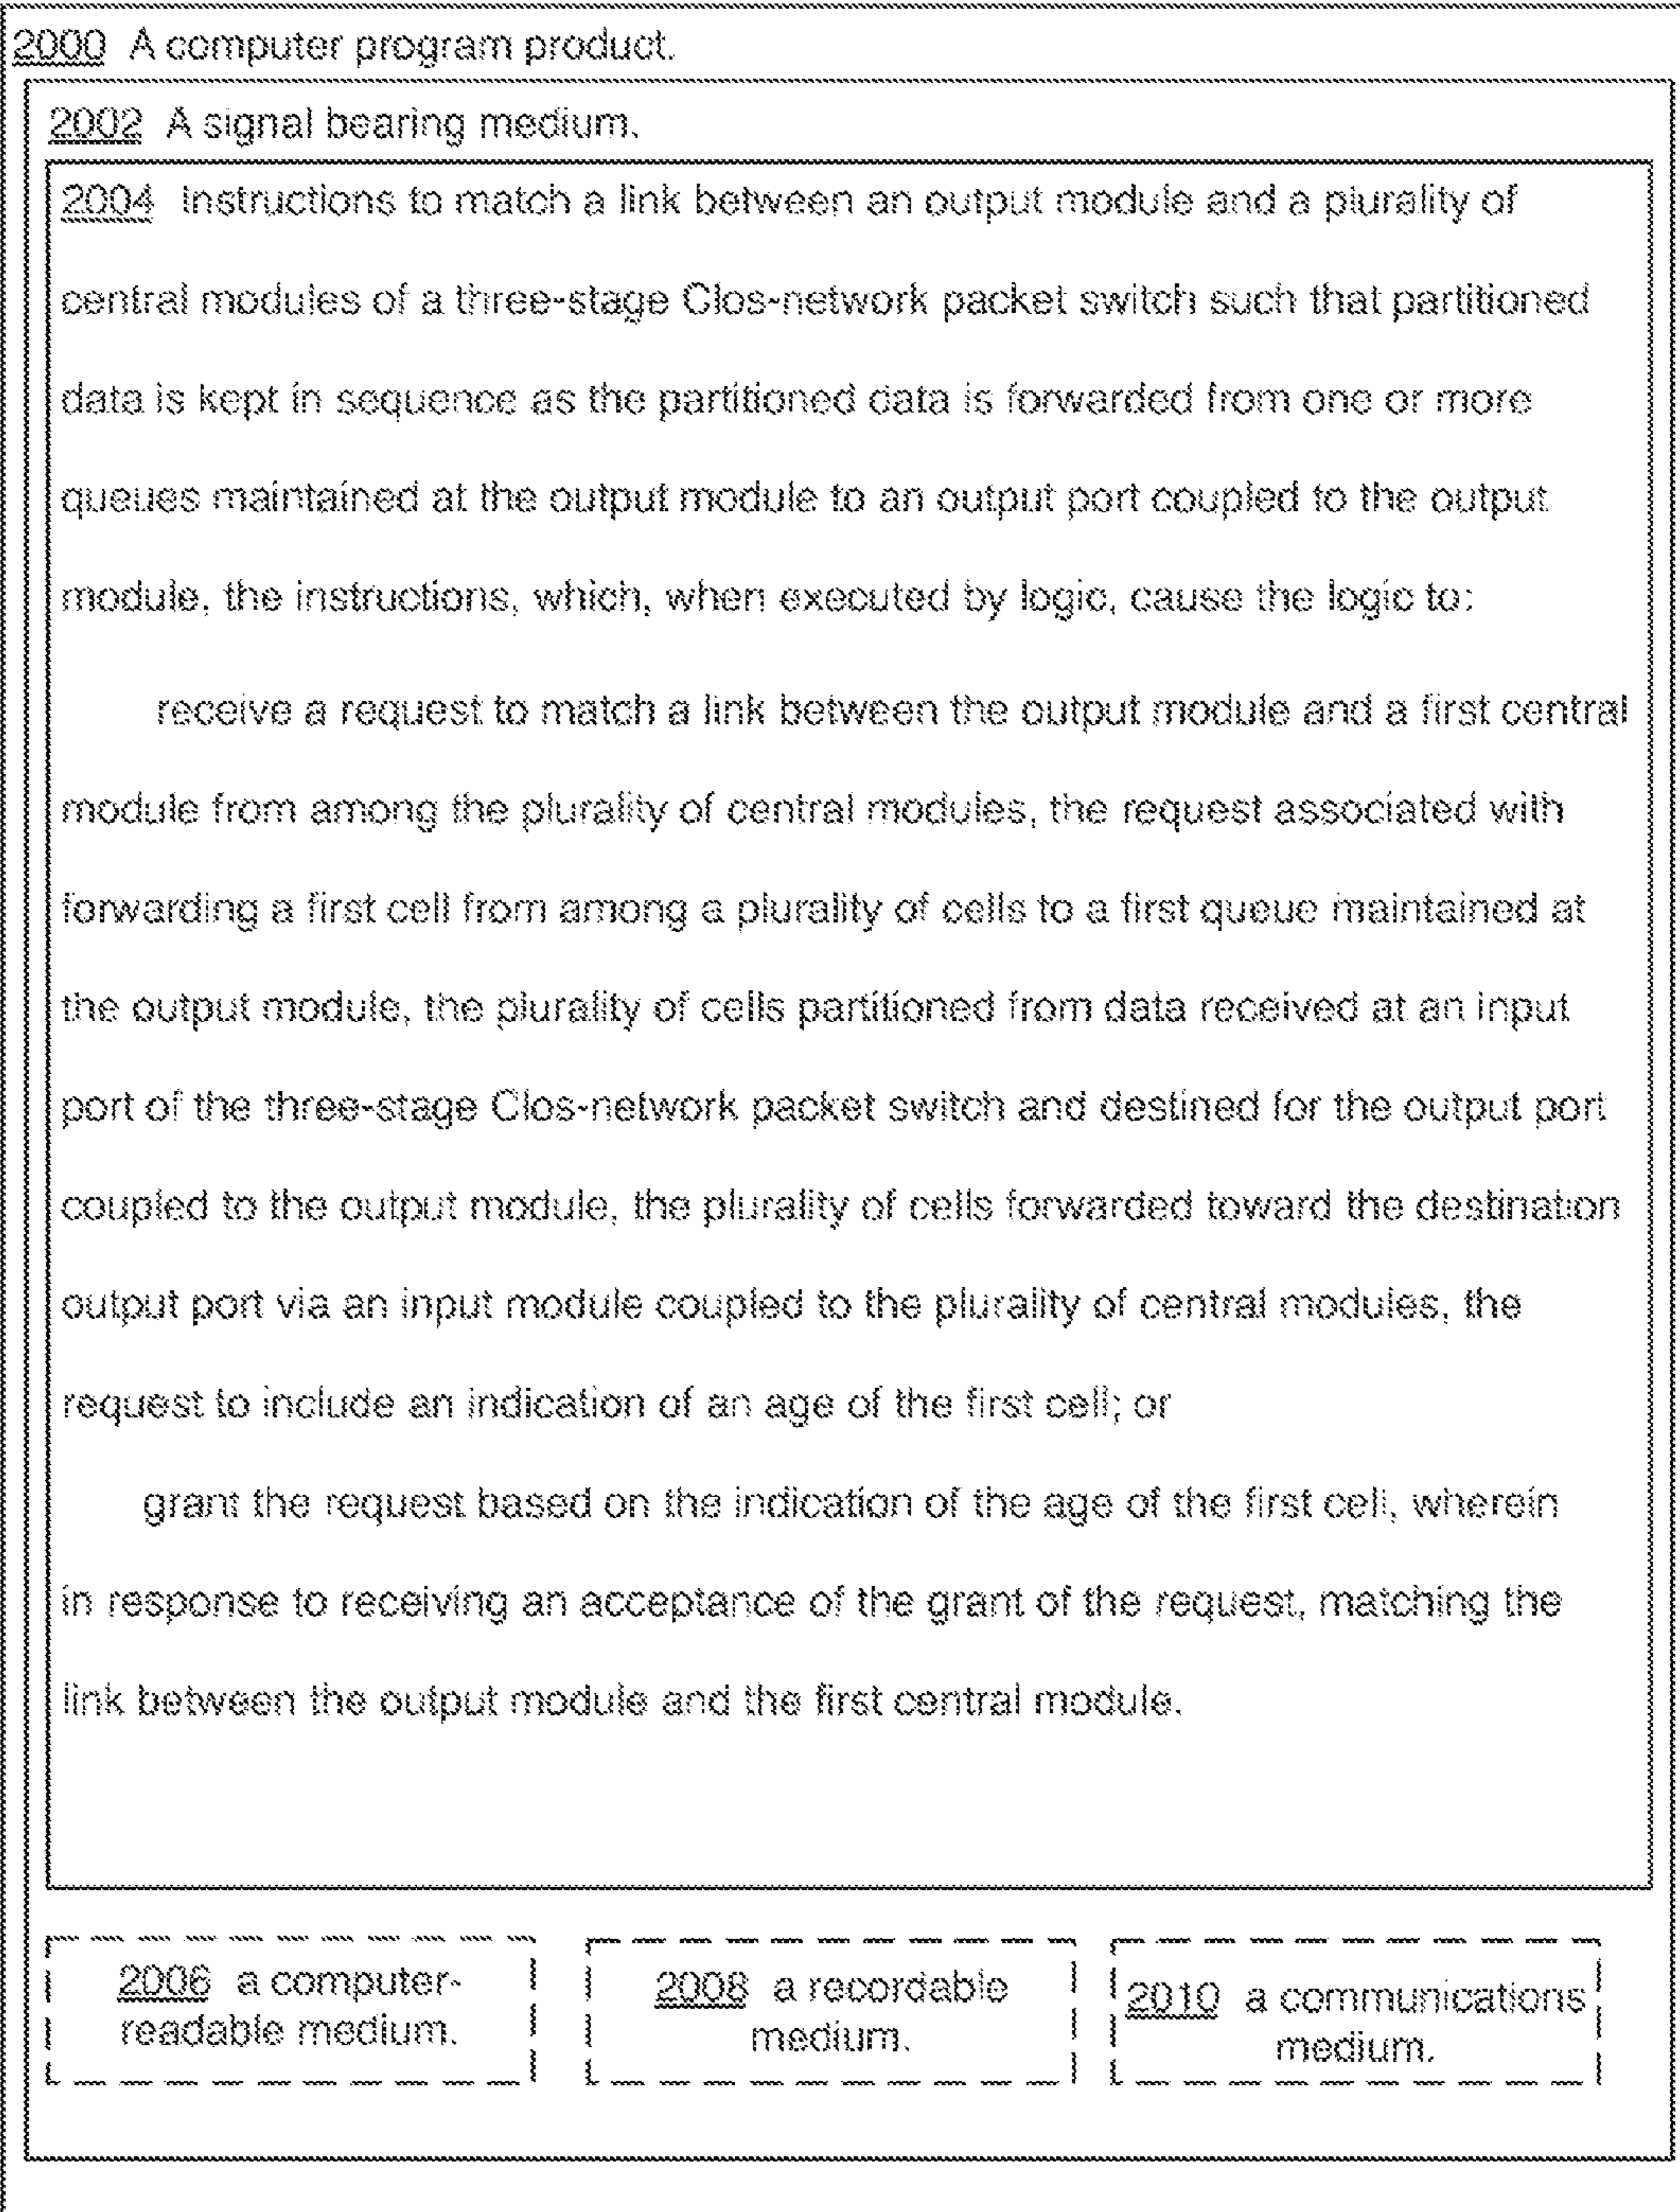 2000 A computer program product.
2002 A signal bearing medium.
2004 Instructions to match a link between an output module and a plurality of
central modules of a three-stage Clos-network packet switch such that partitioned
data is kept in sequence as the partitioned data is forwarded from one or more
queues maintained at the output module to an output port coupled to the output
module, the instructions, which, when executed by logic, cause the logic to:
receive a request to match a link between the output module and a first central
module from among the plurality of central modules, the request associated with
forwarding a first cell from among a plurality of cells to a first queue maintained at
the output module, the plurality of cells partitioned from data received at an input
port of the three-stage Clos-network packet switch and destined for the output port
coupled to the output module, the plurality of cells forwarded toward the destination
output port via an input module coupled to the plurality of central modules, the
request to include an indication of an age of the first cell; or
grant the request based on the indication of the age of the first cell, wherein
in response to receiving an acceptance of the grant of the request, matching the
link between the output module and the first central module.
2006 a computer-
readable medium.
2008 a recordable
medium.
2010 a communications
medium.